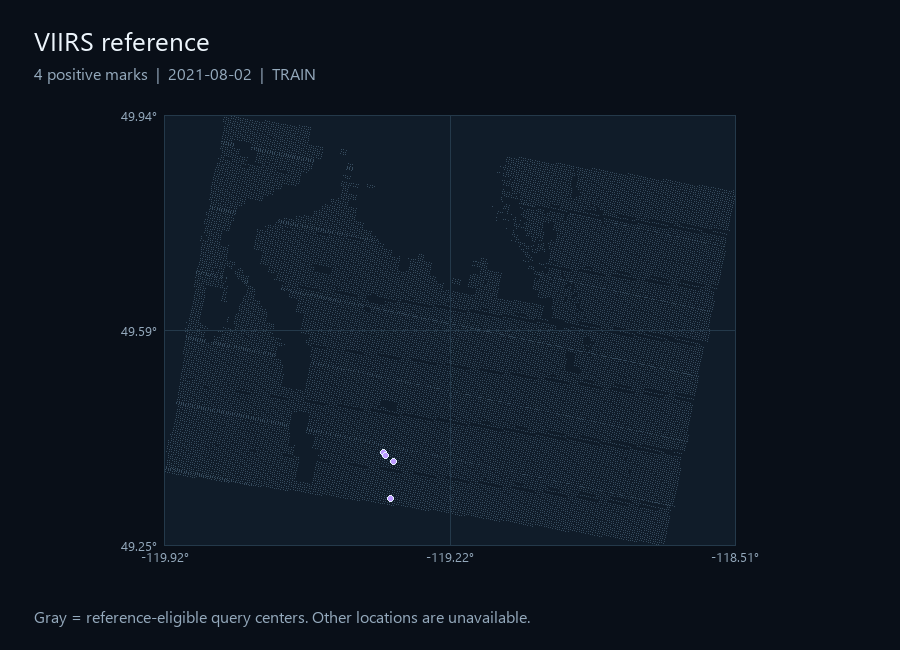 VIIRS reference
4 positive marks | 2021-08-02 | TRAIN
49.94°
49.59°
49.25°
-119.92°
-119.22°
-118.51°
Gray = reference-eligible query centers. Other locations are unavailable.